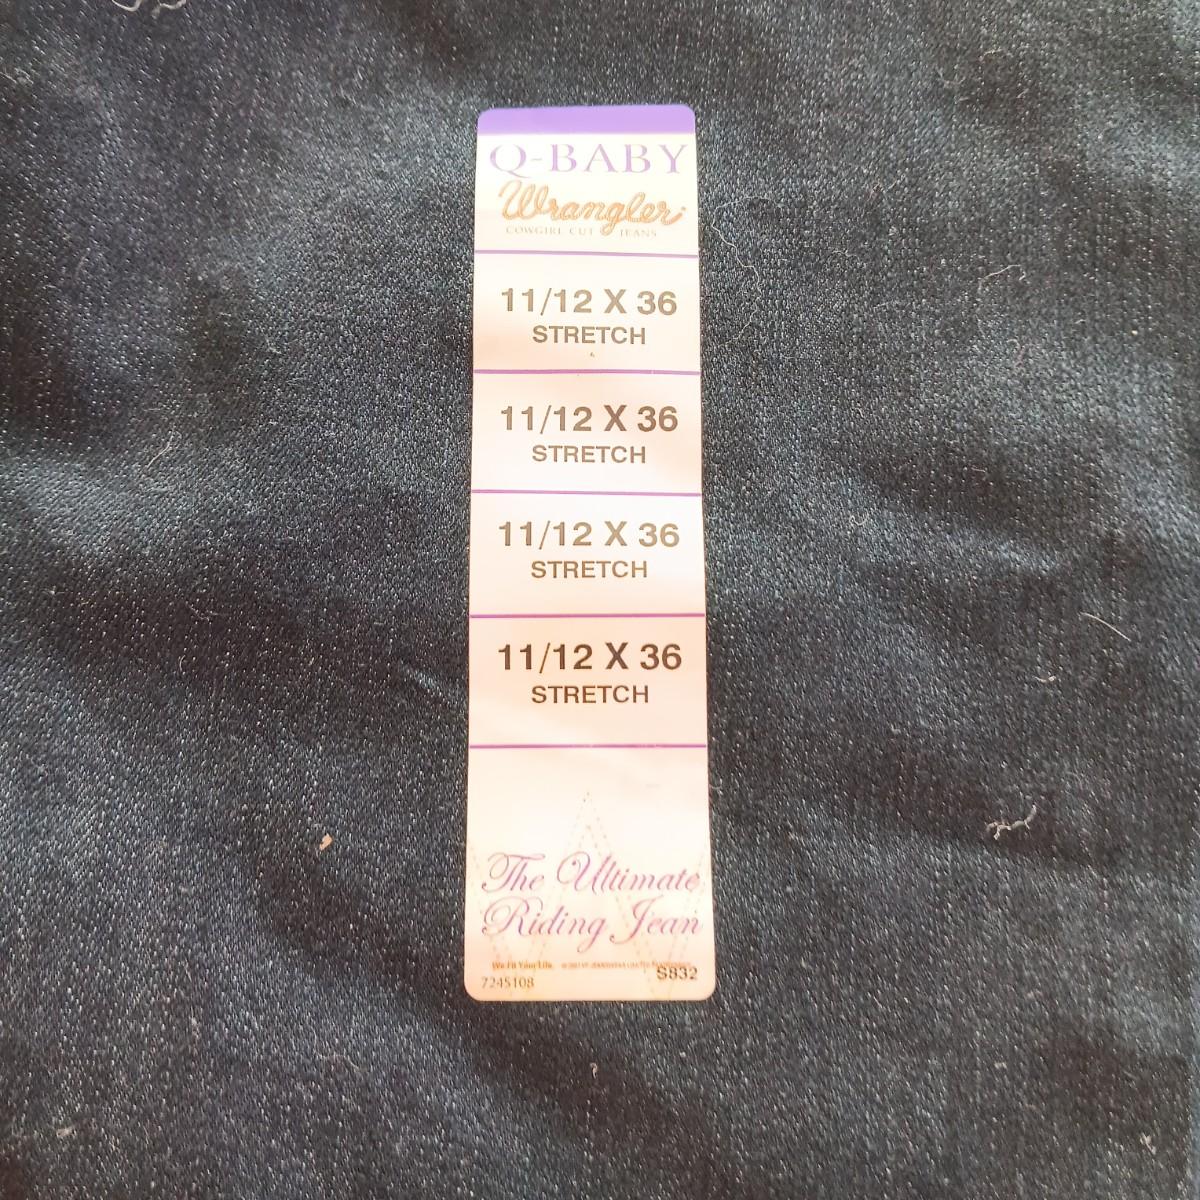 Q-BABY
Wrangler
COWGIRL CUT JEANS
11/12 X 36
STRETCH
11/12 X 36
STRETCH
11/12 X 36
STRETCH
11/12 X 36
STRETCH
The Ultimate
Riding Jean
We Fit Your Life.
7245108
S832